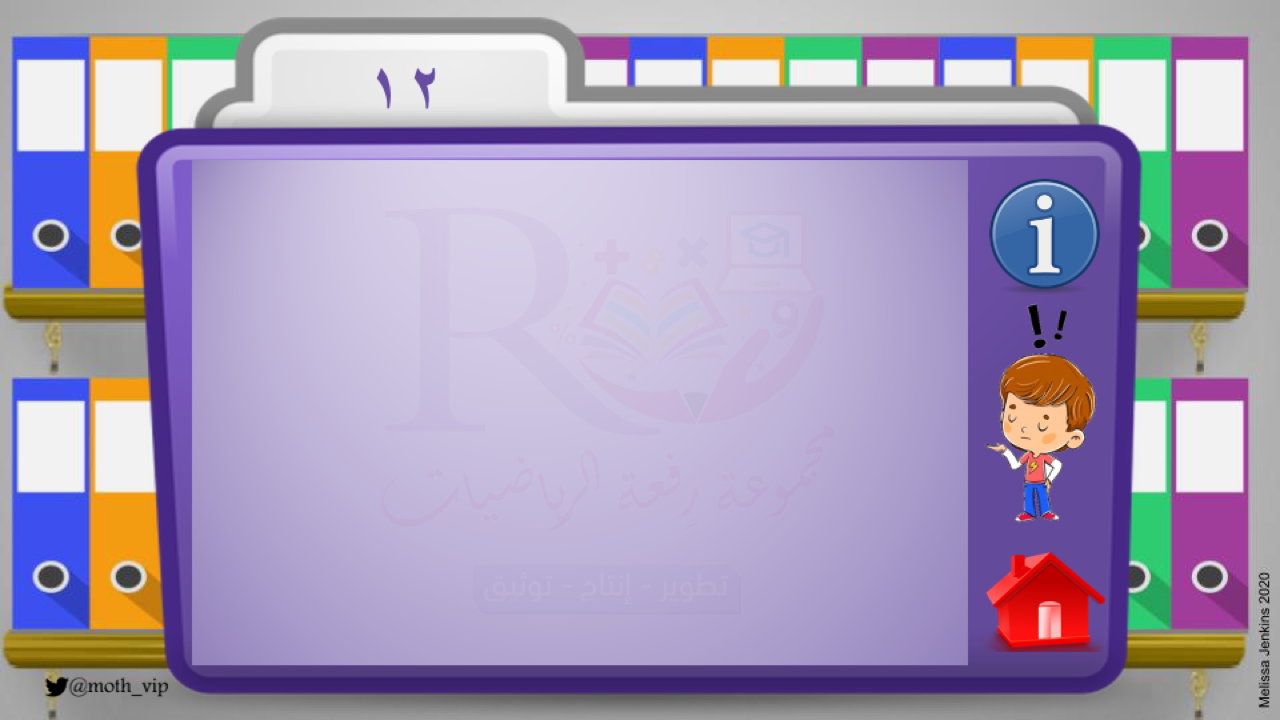 ١٢
R
مجموعة رفعة الرياضيات
تطوير - إنتاج - توثيق
@moth_vip
Melissa Jenkins 2020